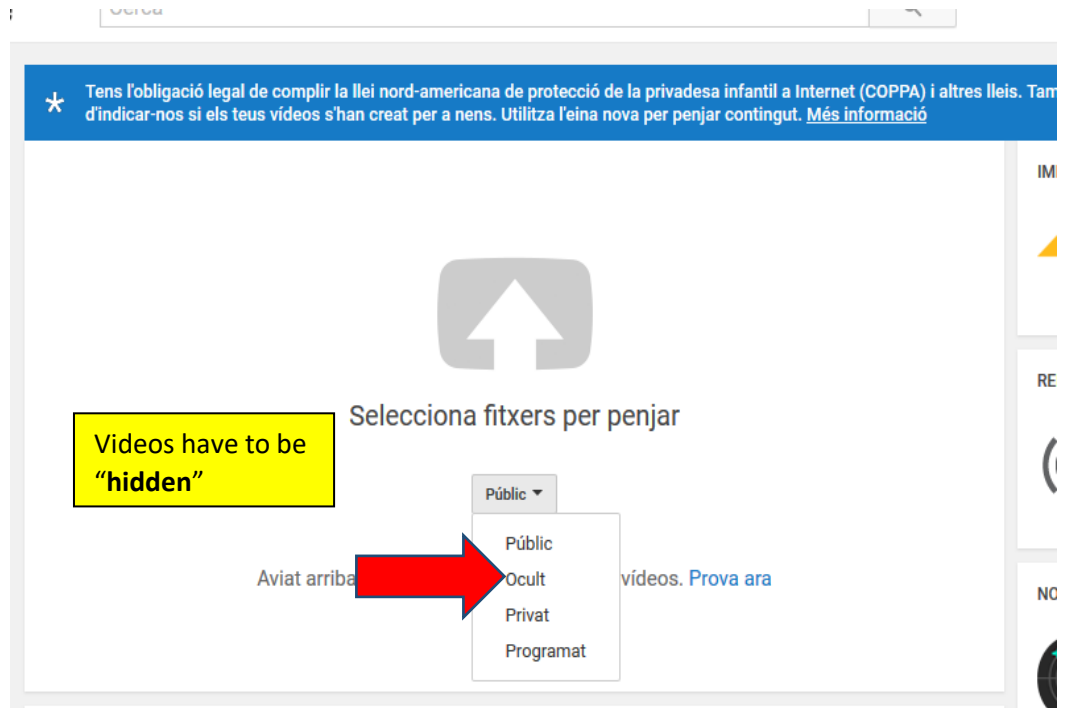 Cerca
Tens l'obligació legal de complir la llei nord-americana de protecció de la privadesa infantil a Internet (COPPA) i altres lleis. Tam
d'indicar-nos si els teus vídeos s'han creat per a nens. Utilitza l'eina nova per penjar contingut. Més informació
IM
RE
Selecciona fitxers per penjar
Videos have to be
“hidden”
Públic
Públic
Aviat arriba vídeos. Prova ara
Ocult
NO
Privat
Programat